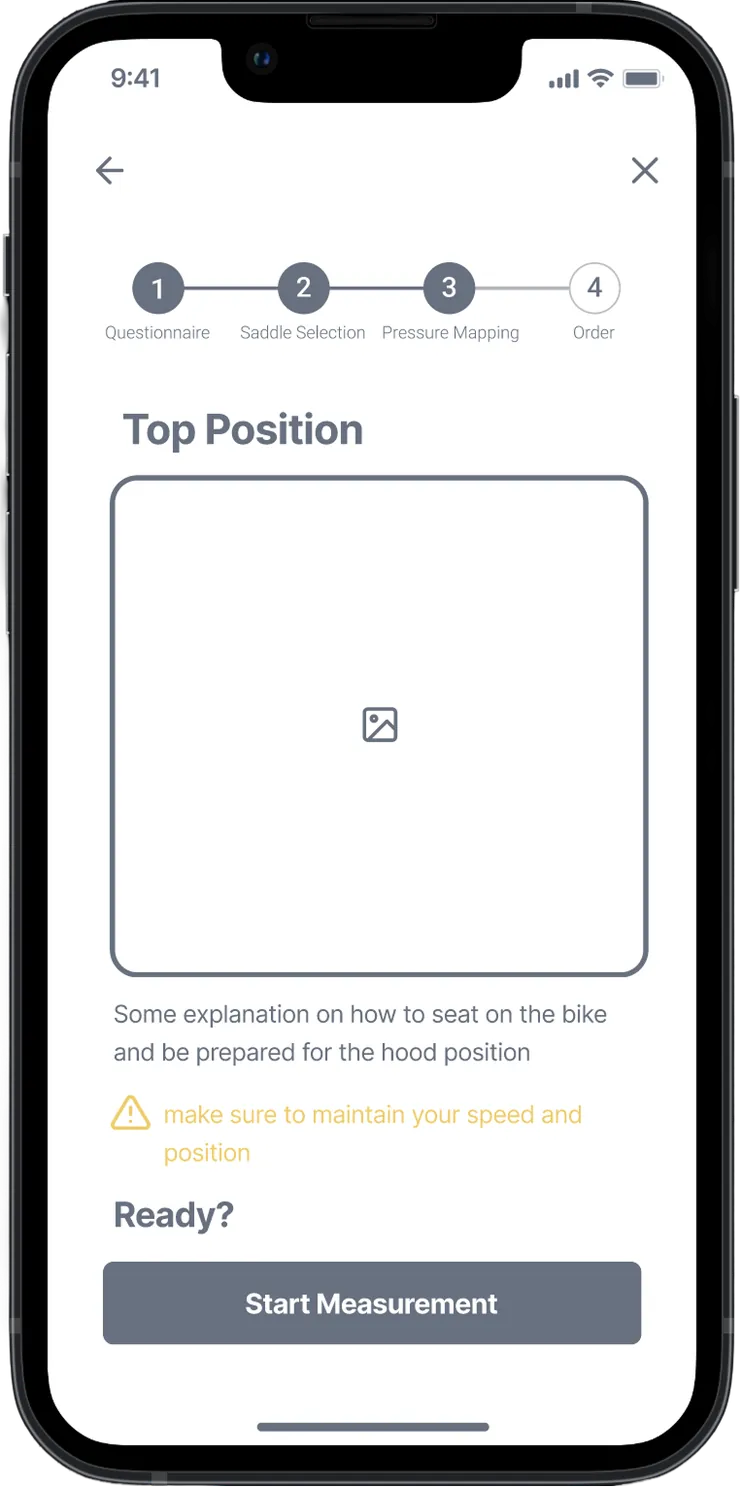 9:41
1 2 3 4
Questionnaire Saddle Selection Pressure Mapping Order
Top Position
Some explanation on how to seat on the bike
and be prepared for the hood position
make sure to maintain your speed and
position
Ready?
Start Measurement